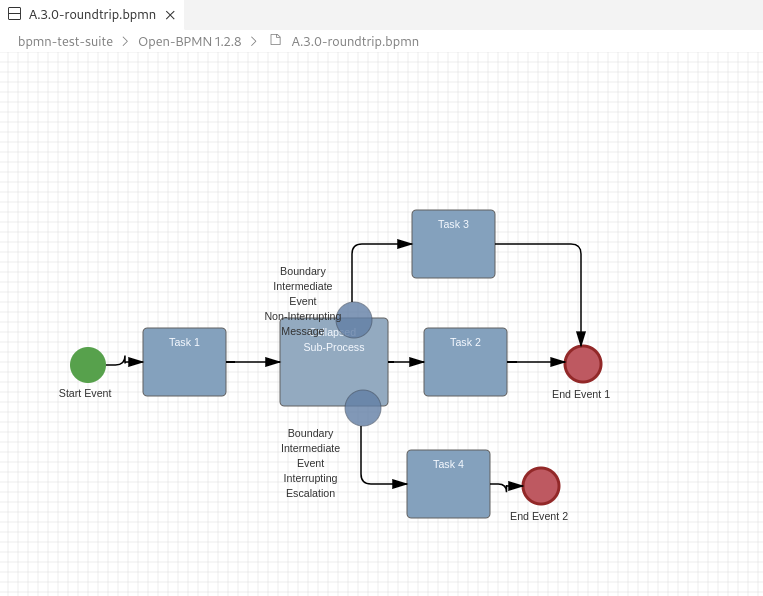 A.3.0-roundtrip.bpmn
bpmn-test-suite
Open-BPMN 1.2.8
A.3.0-roundtrip.bpmn
Task 3
Boundary
Intermediate
Event
Non-Interrupting
Message
Sub-Process
Task 1
Task 2
Start Event
End Event 1
Boundary
Intermediate
Event
Interrupting
Escalation
Task 4
End Event 2